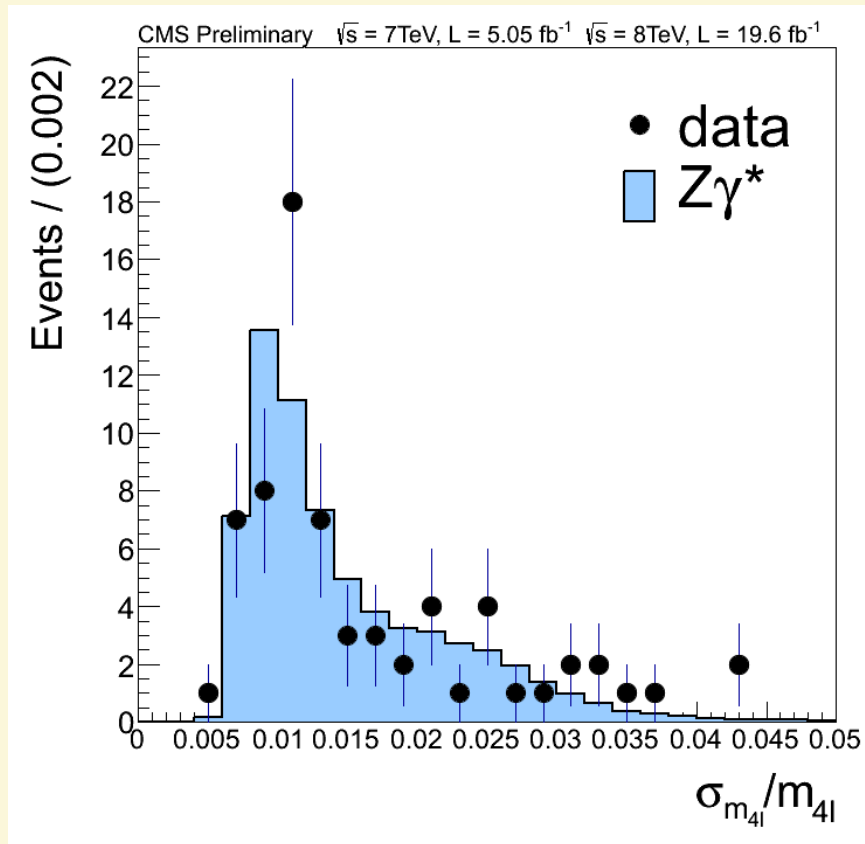 CMS Preliminary √s = 7TeV, L = 5.05 fb⁻¹ √s = 8TeV, L = 19.6 fb⁻¹
Events / (0.002)
22
20
18
16
14
12
10
8
6
4
2
0
data
Zγ*
0 0.005 0.01 0.015 0.02 0.025 0.03 0.035 0.04 0.045 0.05
σm4l/m4l